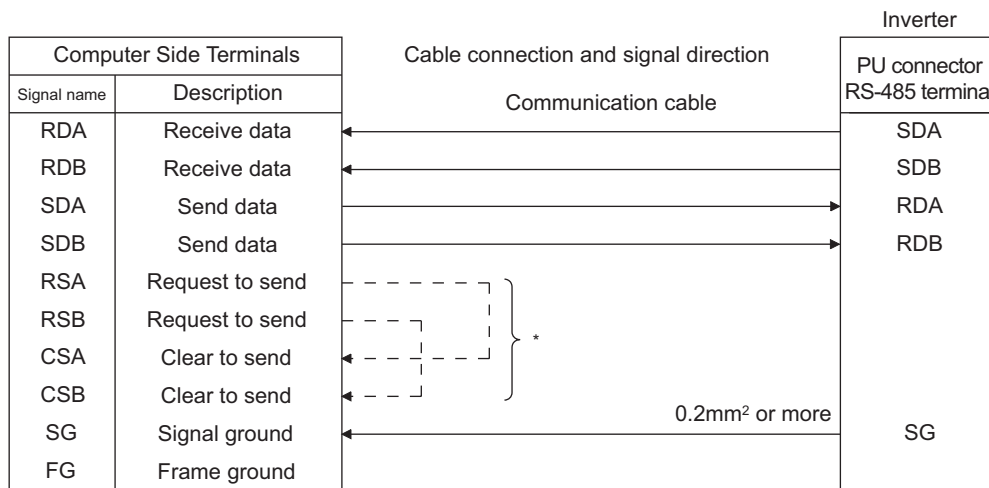 Inverter
Computer Side Terminals Cable connection and signal direction PU connector
Signal name Description Communication cable RS-485 termina
RDA Receive data SDA
RDB Receive data SDB
SDA Send data RDA
SDB Send data RDB
RSA Request to send
RSB Request to send *
CSA Clear to send
CSB Clear to send
0.2mm² or more
SG Signal ground SG
FG Frame ground